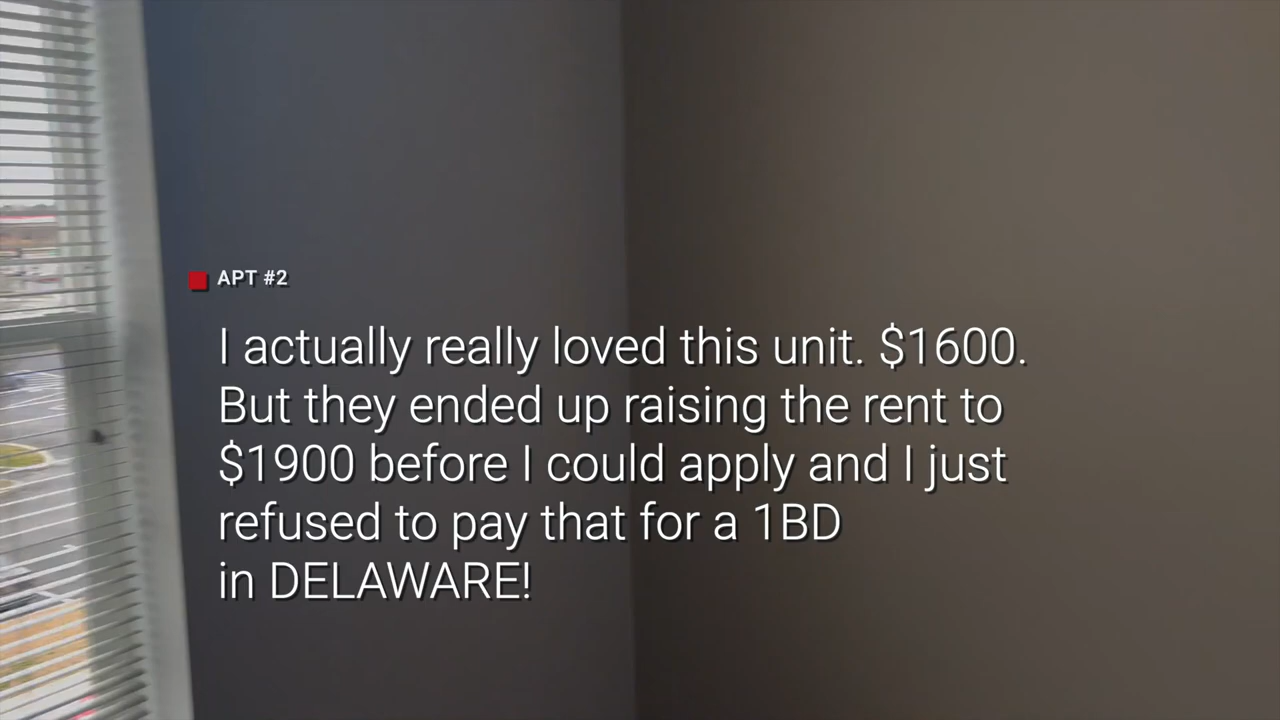 APT #2
I actually really loved this unit. $1600.
But they ended up raising the rent to
$1900 before I could apply and I just
refused to pay that for a 1BD
in DELAWARE!